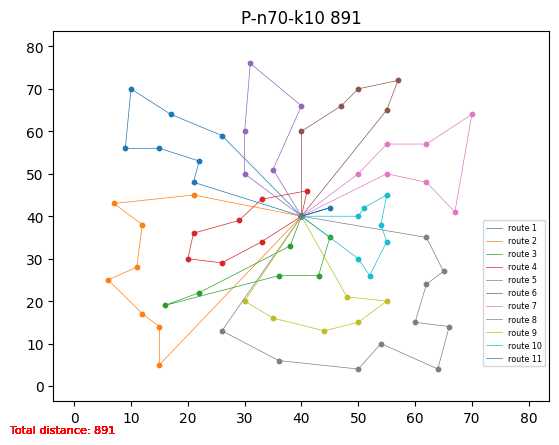 P-n70-k10 891
80
70
60
50
40
30
20
10
0
0 10 20 30 40 50 60 70 80
route 1
route 2
route 3
route 4
route 5
route 6
route 7
route 8
route 9
route 10
route 11
Total distance: 891